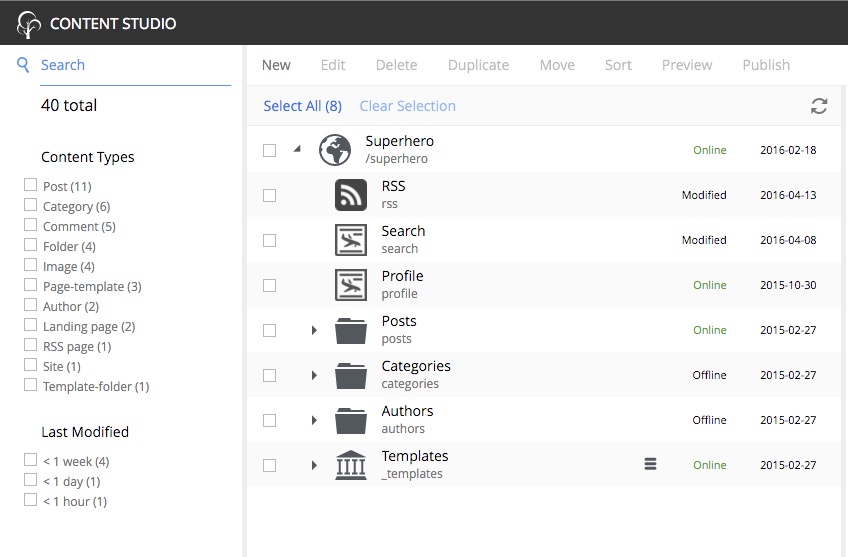 CONTENT STUDIO
Search
40 total
Content Types
Post (11)
Category (6)
Comment (5)
Folder (4)
Image (4)
Page-template (3)
Author (2)
Landing page (2)
RSS page (1)
Site (1)
Template-folder (1)
Last Modified
< 1 week (4)
< 1 day (1)
< 1 hour (1)
New Edit Delete Duplicate Move Sort Preview Publish
Select All (8) Clear Selection
Superhero
/superhero
Online 2016-02-18
RSS
rss
Modified 2016-04-13
Search
search
Modified 2016-04-08
Profile
profile
Online 2015-10-30
Posts
posts
Online 2015-02-27
Categories
categories
Offline 2015-02-27
Authors
authors
Offline 2015-02-27
Templates
_templates
Online 2015-02-27